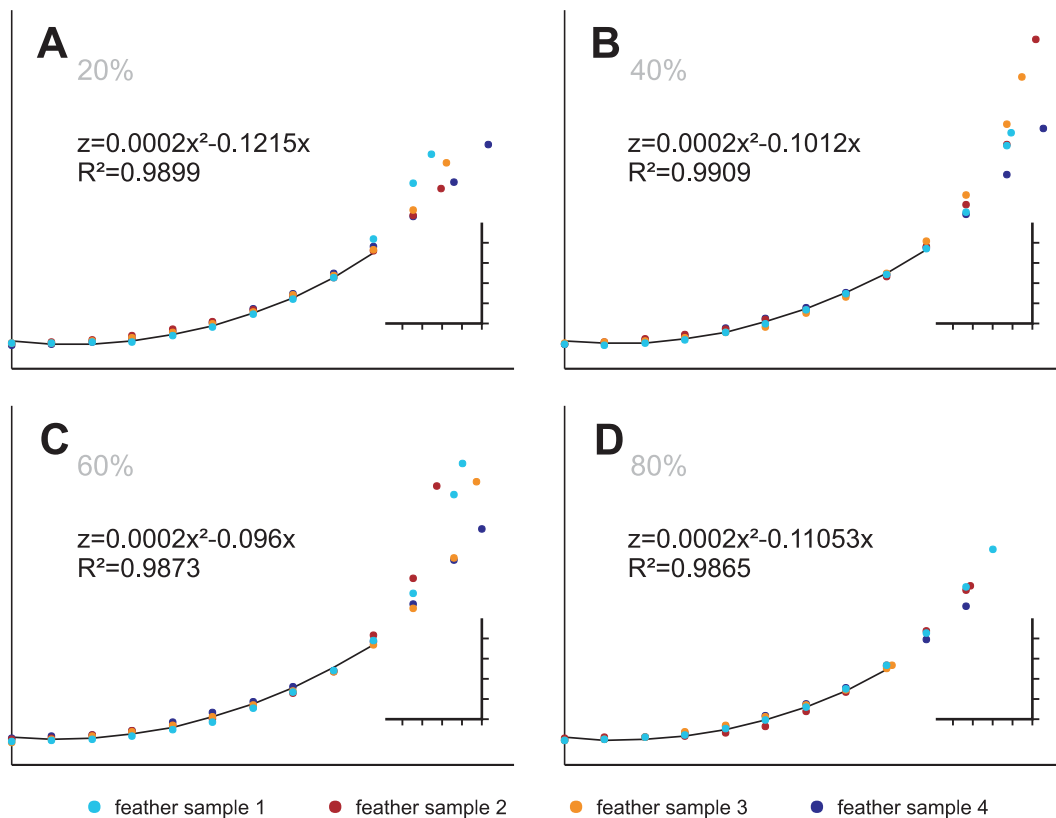 A
20%
z=0.0002x²-0.1215x
R²=0.9899
B
40%
z=0.0002x²-0.1012x
R²=0.9909
C
60%
z=0.0002x²-0.096x
R²=0.9873
D
80%
z=0.0002x²-0.11053x
R²=0.9865
feather sample 1 feather sample 2 feather sample 3 feather sample 4